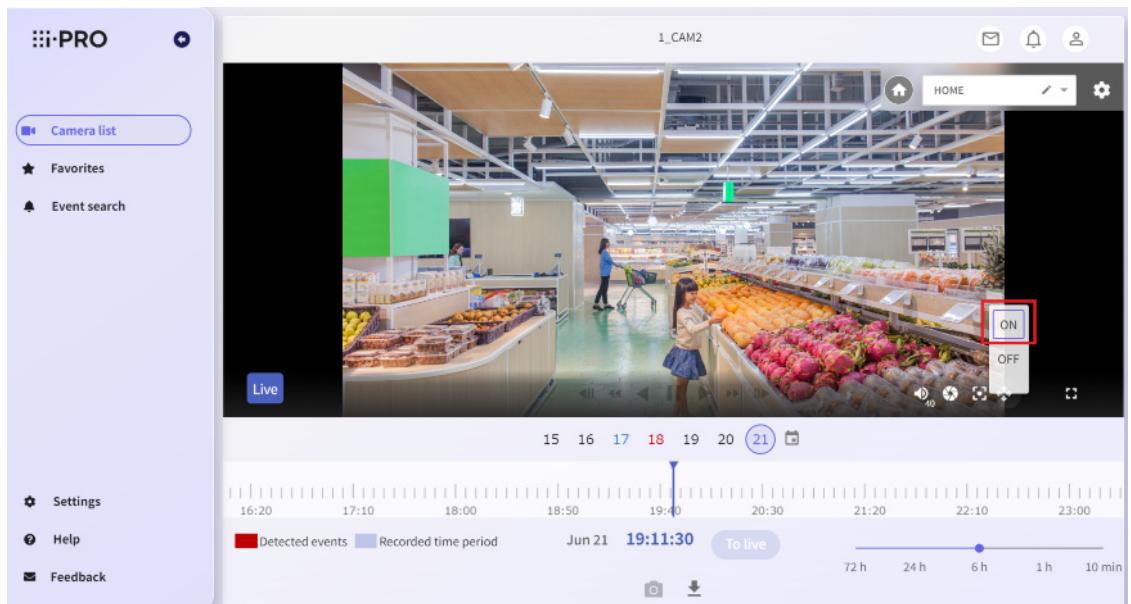 i-PRO
1_CAM2
HOME
Camera list
Favorites
Event search
ON
OFF
Live
40
15 16 17 18 19 20 21
16:20 17:10 18:00 18:50 19:40 20:30 21:20 22:10 23:00
Settings
Detected events Recorded time period Jun 21 19:11:30 To live
Help
72 h 24 h 6 h 1 h 10 min
Feedback